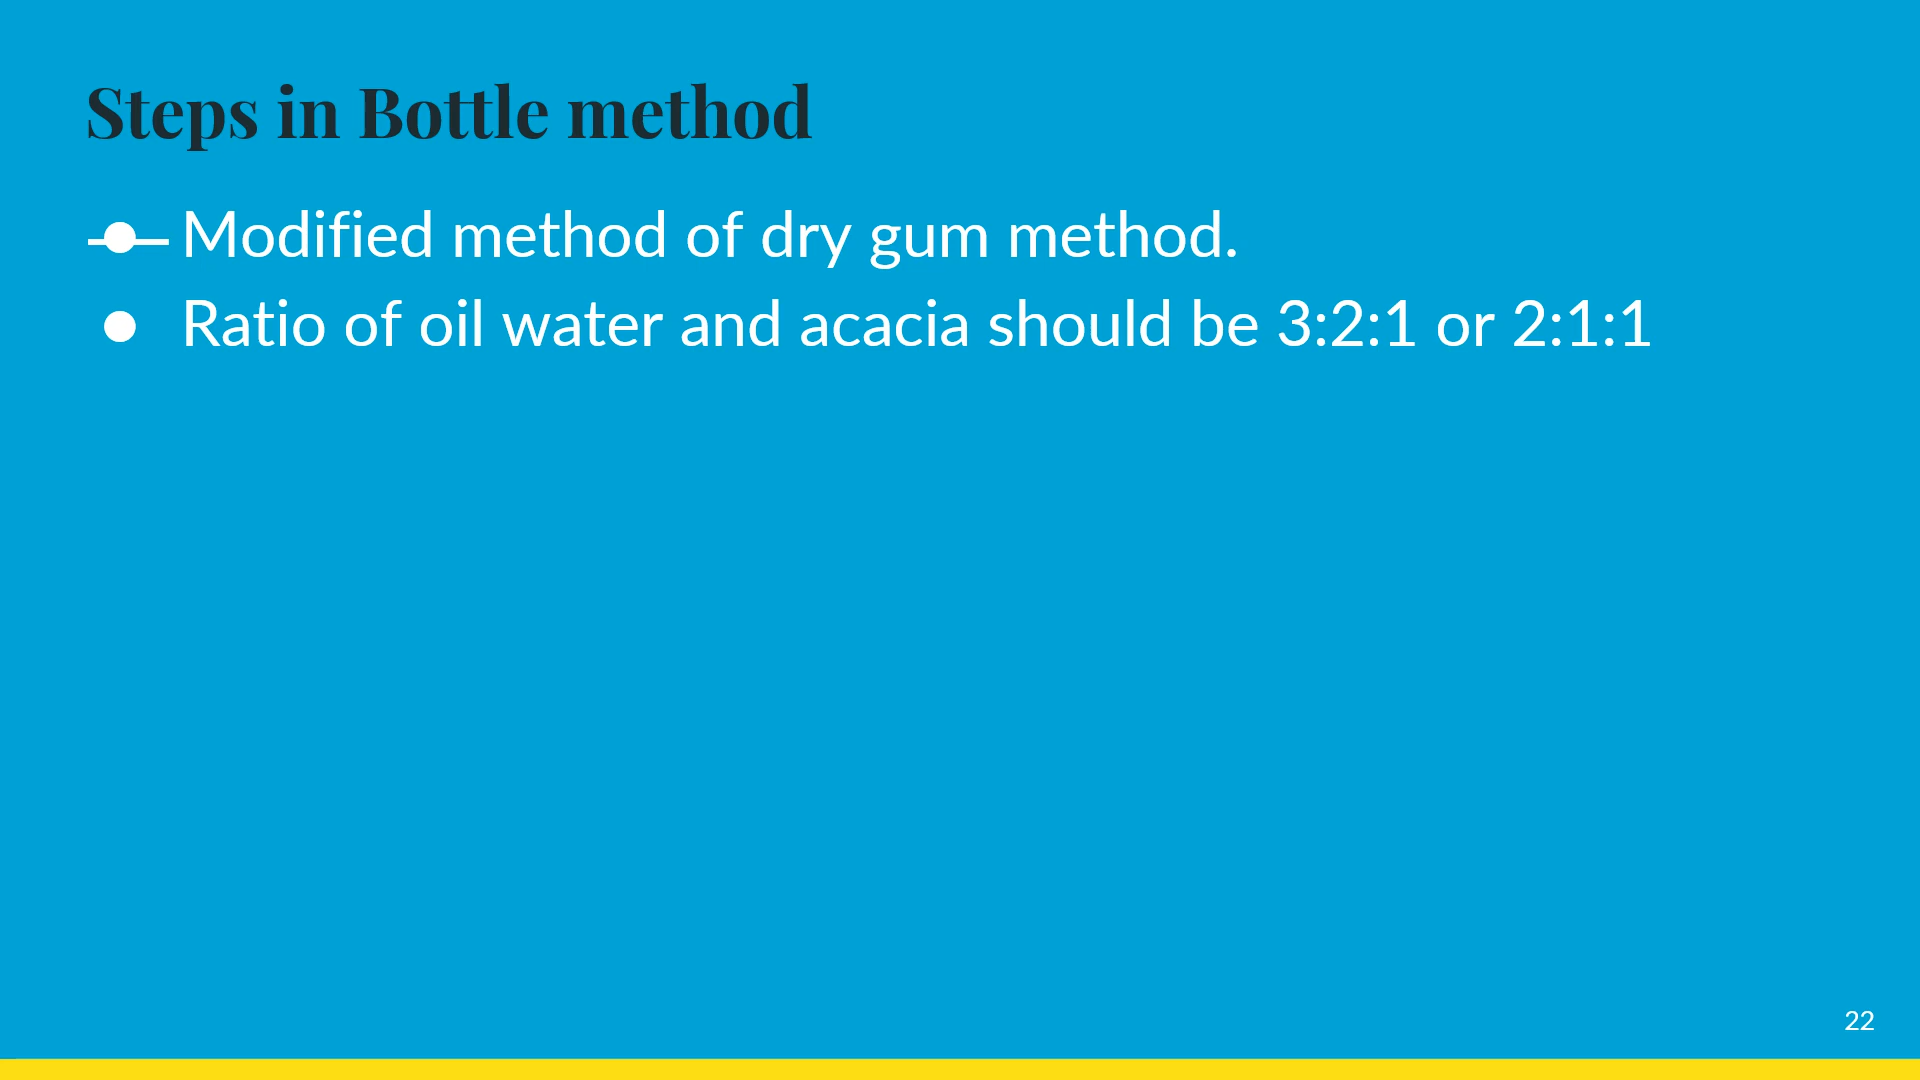 Steps in Bottle method
● Modified method of dry gum method.
● Ratio of oil water and acacia should be 3:2:1 or 2:1:1
22